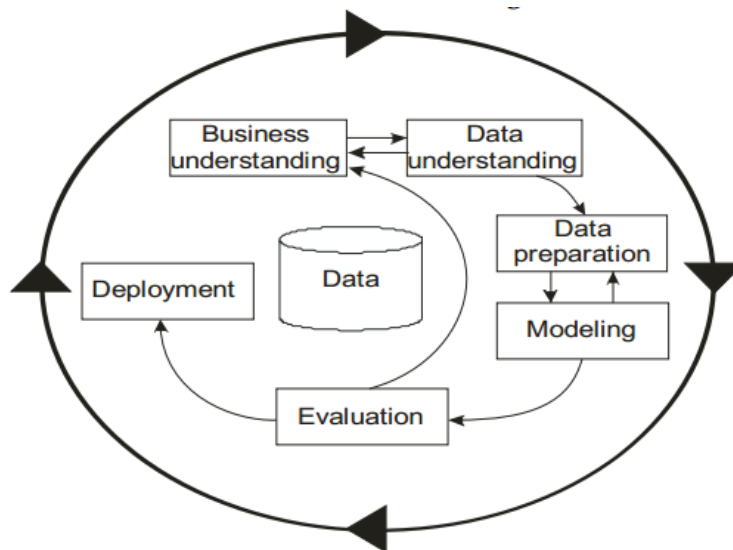 Business
understanding
Data
understanding
Data
preparation
Deployment
Data
Modeling
Evaluation